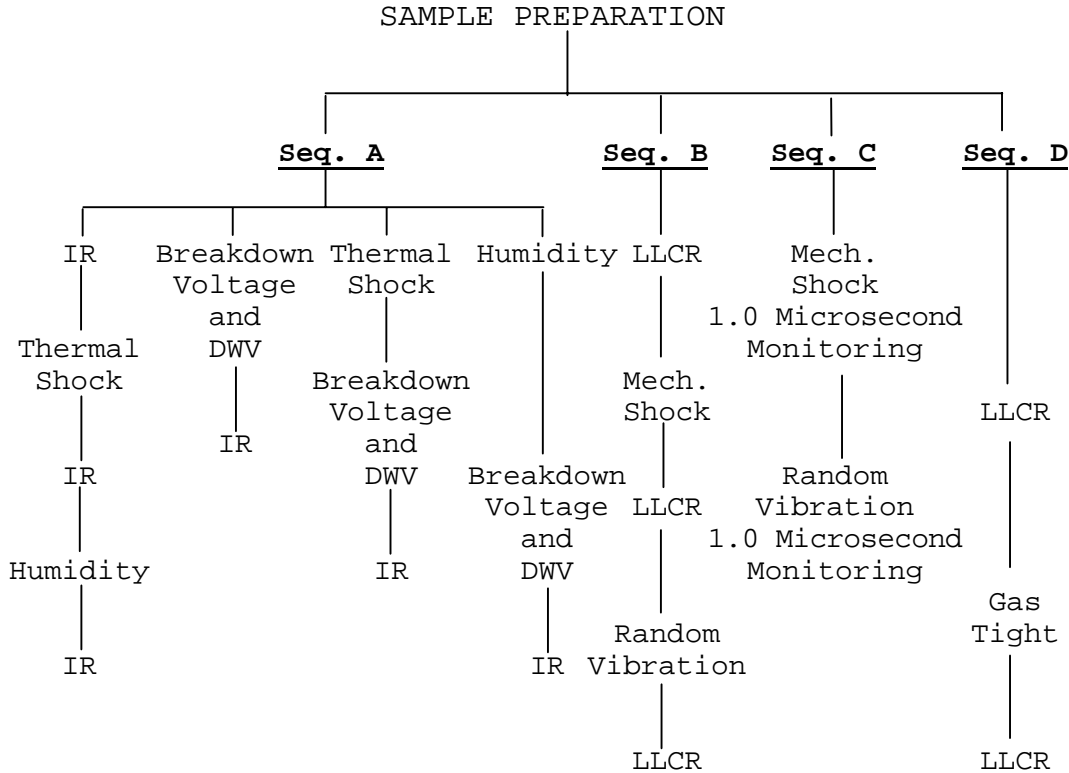 SAMPLE PREPARATION
Seq. A
Seq. B
Seq. C
Seq. D
IR
Thermal
Shock
IR
Humidity
IR
Breakdown
Voltage
and
DWV
IR
Thermal
Shock
Breakdown
Voltage
and
DWV
IR
Humidity
Breakdown
Voltage
and
DWV
IR
LLCR
Mech.
Shock
LLCR
Random
Vibration
LLCR
Mech.
Shock
1.0 Microsecond
Monitoring
Random
Vibration
1.0 Microsecond
Monitoring
LLCR
Gas
Tight
LLCR